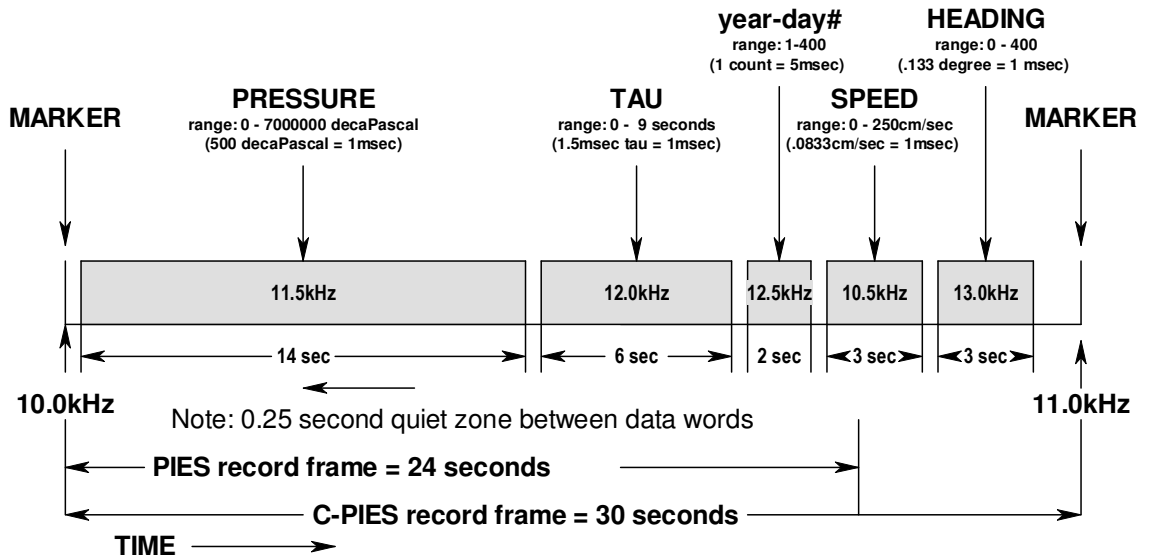 year-day#
range: 1-400
(1 count = 5msec)
HEADING
range: 0 - 400
(.133 degree = 1 msec)
MARKER
PRESSURE
range: 0 - 7000000 decaPascal
(500 decaPascal = 1msec)
TAU
range: 0 - 9 seconds
(1.5msec tau = 1msec)
SPEED
range: 0 - 250cm/sec
(.0833cm/sec = 1msec)
MARKER
11.5kHz
12.0kHz
12.5kHz
10.5kHz
13.0kHz
14 sec
6 sec
2 sec
3 sec
3 sec
10.0kHz
11.0kHz
Note: 0.25 second quiet zone between data words
PIES record frame = 24 seconds
C-PIES record frame = 30 seconds
TIME